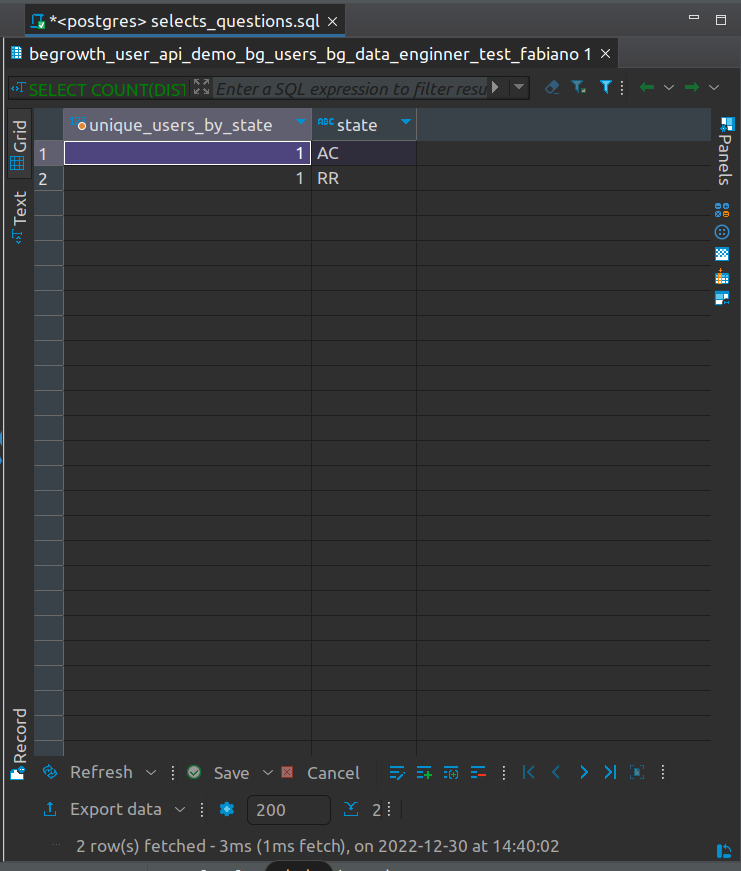 *<postgres> selects_questions.sql
begrowth_user_api_demo_bg_users_bg_data_enginner_test_fabiano 1
SELECT COUNT(DIST Enter a SQL expression to filter resu
Grid
Text
Record
unique_users_by_state ABC state
1 1 AC
2 1 RR
Panels
Refresh Save Cancel
Export data 200 2
2 row(s) fetched - 3ms (1ms fetch), on 2022-12-30 at 14:40:02